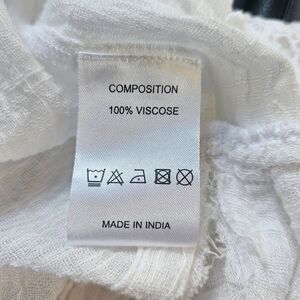 COMPOSITION
100% VISCOSE
MADE IN INDIA